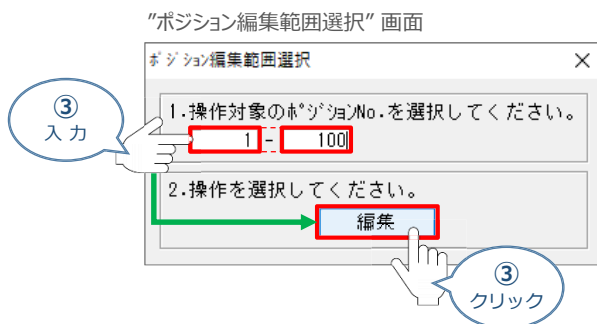 ”ポジション編集範囲選択” 画面
ポジション編集範囲選択
③
入 力
1.操作対象のポジションNo.を選択してください。
1 - 100
2.操作を選択してください。
編集
③
クリック